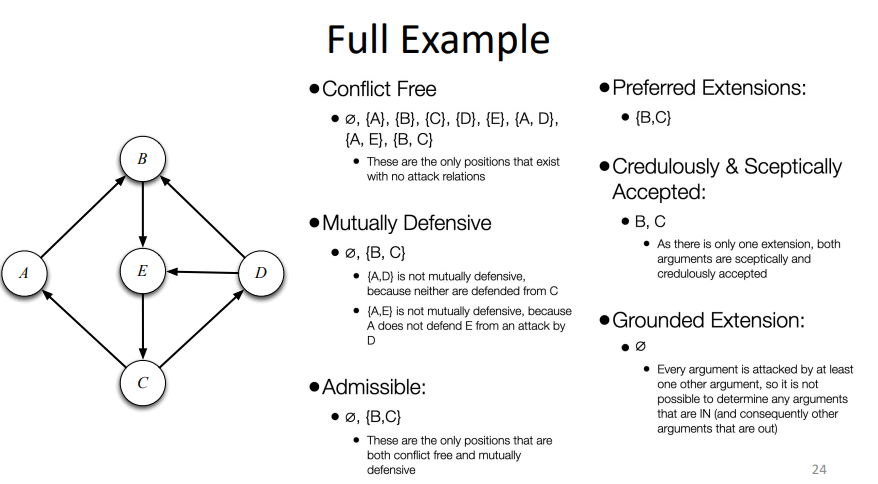 Full Example
●Conflict Free
● ∅, {A}, {B}, {C}, {D}, {E}, {A, D},
{A, E}, {B, C}
● These are the only positions that exist
with no attack relations
●Mutually Defensive
● ∅, {B, C}
● {A,D} is not mutually defensive,
because neither are defended from C
● {A,E} is not mutually defensive, because
A does not defend E from an attack by
D
●Admissible:
● ∅, {B,C}
● These are the only positions that are
both conflict free and mutually
defensive
●Preferred Extensions:
● {B,C}
●Credulously & Sceptically
Accepted:
● B, C
● As there is only one extension, both
arguments are sceptically and
credulously accepted
●Grounded Extension:
● ∅
● Every argument is attacked by at least
one other argument, so it is not
possible to determine any arguments
that are IN (and consequently other
arguments that are out)
B
A
E
D
C
24